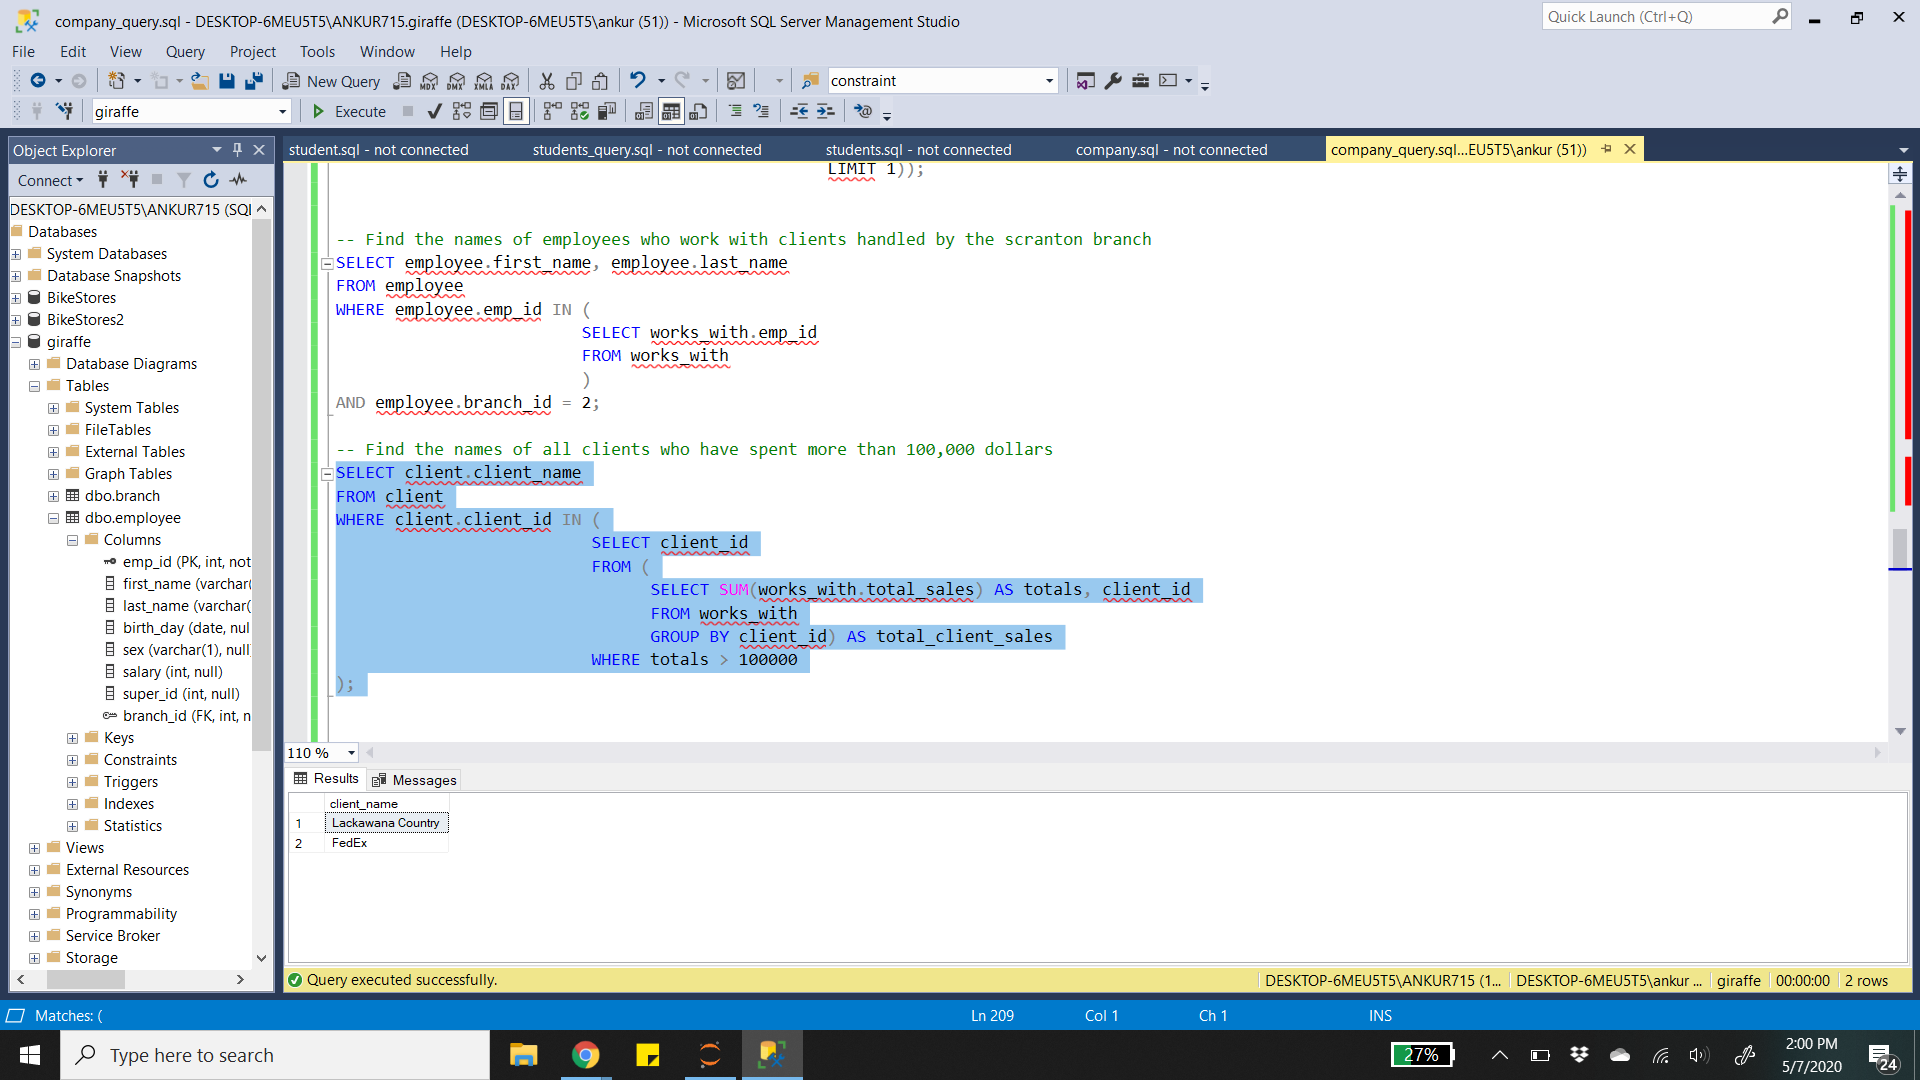 company_query.sql - DESKTOP-6MEU5T5\ANKUR715.giraffe (DESKTOP-6MEU5T5\ankur (51)) - Microsoft SQL Server Management Studio
Quick Launch (Ctrl+Q)
File Edit View Query Project Tools Window Help
New Query MDX DMX XMLA DAX constraint
giraffe Execute
Object Explorer
student.sql - not connected students_query.sql - not connected students.sql - not connected company.sql - not connected company_query.sql...EU5T5\ankur (51))
Connect
DESKTOP-6MEU5T5\ANKUR715 (SQL
Databases
System Databases
Database Snapshots
BikeStores
BikeStores2
giraffe
Database Diagrams
Tables
System Tables
FileTables
External Tables
Graph Tables
dbo.branch
dbo.employee
Columns
emp_id (PK, int, not
first_name (varchar(
last_name (varchar(
birth_day (date, nul
sex (varchar(1), null
salary (int, null)
super_id (int, null)
branch_id (FK, int, n
Keys
Constraints
Triggers
Indexes
Statistics
Views
External Resources
Synonyms
Programmability
Service Broker
Storage
LIMIT 1));
-- Find the names of employees who work with clients handled by the scranton branch
SELECT employee.first_name, employee.last_name
FROM employee
WHERE employee.emp_id IN (
SELECT works_with.emp_id
FROM works_with
)
AND employee.branch_id = 2;
-- Find the names of all clients who have spent more than 100,000 dollars
SELECT client.client_name
FROM client
WHERE client.client_id IN (
SELECT client_id
FROM (
SELECT SUM(works_with.total_sales) AS totals, client_id
FROM works_with
GROUP BY client_id) AS total_client_sales
WHERE totals > 100000
);
110 %
Results Messages
client_name
1 Lackawana Country
2 FedEx
Query executed successfully.
DESKTOP-6MEU5T5\ANKUR715 (1... DESKTOP-6MEU5T5\ankur ... giraffe 00:00:00 2 rows
Matches: (
Ln 209 Col 1 Ch 1 INS
Type here to search
27%
2:00 PM
5/7/2020
24